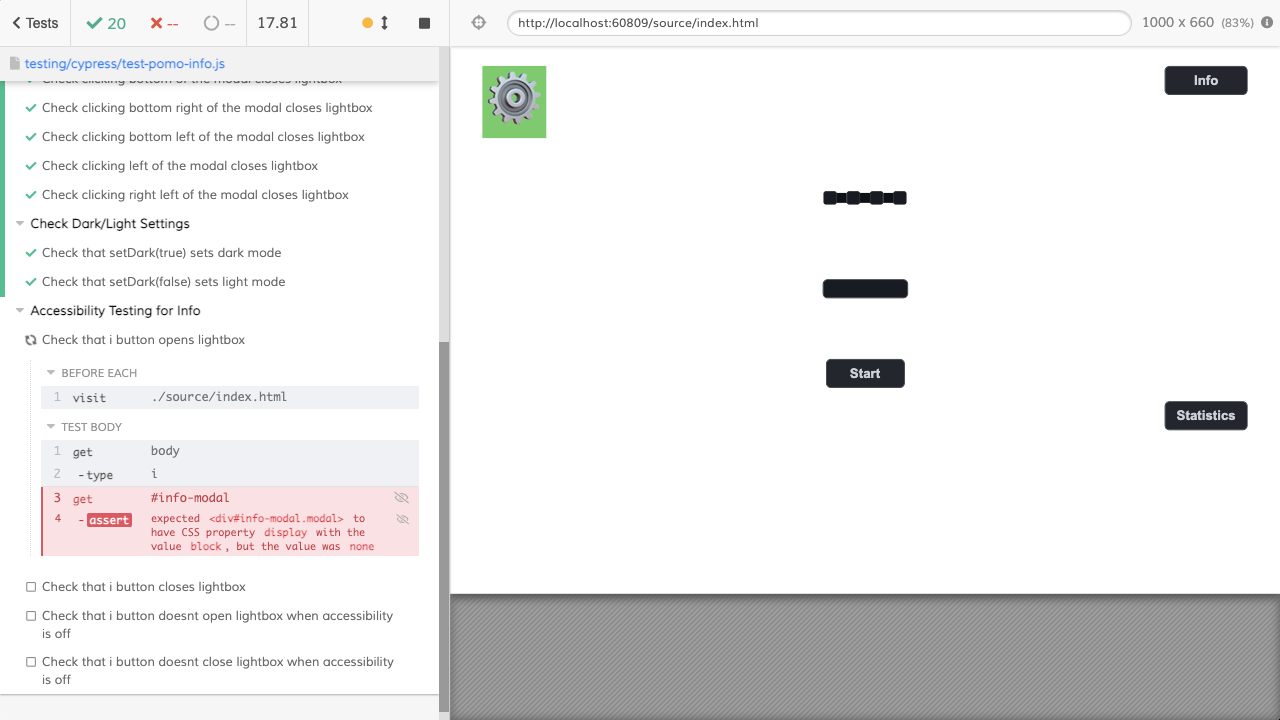 Tests 20 -- -- 17.81
http://localhost:60809/source/index.html 1000 x 660 (83%)
testing/cypress/test-pomo-info.js
Check clicking bottom of the modal closes lightbox
Check clicking bottom right of the modal closes lightbox
Check clicking bottom left of the modal closes lightbox
Check clicking left of the modal closes lightbox
Check clicking right left of the modal closes lightbox
Check Dark/Light Settings
Check that setDark(true) sets dark mode
Check that setDark(false) sets light mode
Accessibility Testing for Info
Check that i button opens lightbox
BEFORE EACH
1 visit ./source/index.html
TEST BODY
1 get body
2 -type i
3 get #info-modal
4 -assert expected <div#info-modal.modal> to
have CSS property display with the
value block, but the value was none
Check that i button closes lightbox
Check that i button doesnt open lightbox when accessibility
is off
Check that i button doesnt close lightbox when accessibility
is off
Info
Start
Statistics